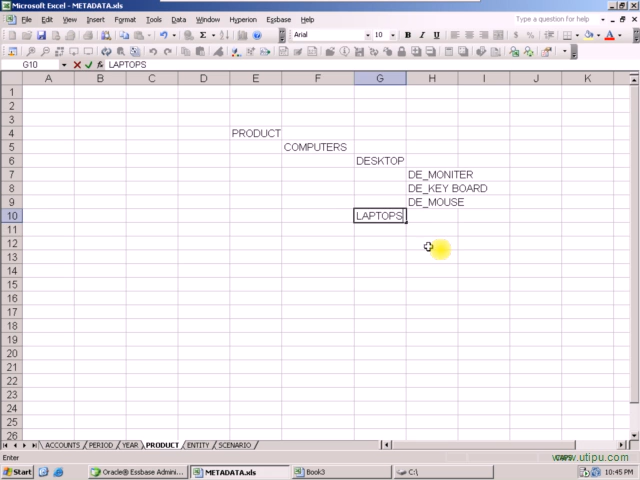 Microsoft Excel - METADATA.xls
File Edit View Insert Format Tools Data Window Hyperion Essbase Help Type a question for help
Arial 10 B I U
G10 LAPTOPS
A B C D E F G H I J K
1
2
3
4 PRODUCT
5 COMPUTERS
6 DESKTOP
7 DE_MONITER
8 DE_KEY BOARD
9 DE_MOUSE
10 LAPTOPS
11
12
13
14
15
16
17
18
19
20
21
22
23
24
25
26
ACCOUNTS PERIOD YEAR PRODUCT ENTITY SCENARIO
Enter CAPS
www.utipu.com
Start Oracle® Essbase Admini... METADATA.xls Book3 C:\ 10:45 PM